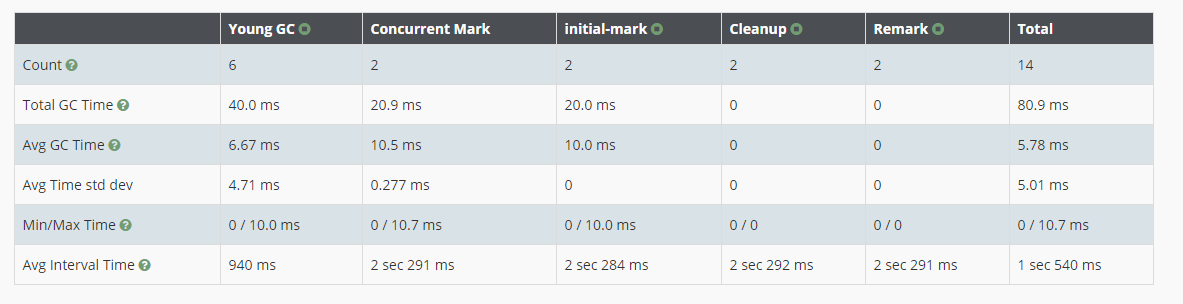 Young GC Concurrent Mark initial-mark Cleanup Remark Total
Count 6 2 2 2 2 14
Total GC Time 40.0 ms 20.9 ms 20.0 ms 0 0 80.9 ms
Avg GC Time 6.67 ms 10.5 ms 10.0 ms 0 0 5.78 ms
Avg Time std dev 4.71 ms 0.277 ms 0 0 0 5.01 ms
Min/Max Time 0 / 10.0 ms 0 / 10.7 ms 0 / 10.0 ms 0 / 0 0 / 0 0 / 10.7 ms
Avg Interval Time 940 ms 2 sec 291 ms 2 sec 284 ms 2 sec 292 ms 2 sec 291 ms 1 sec 540 ms